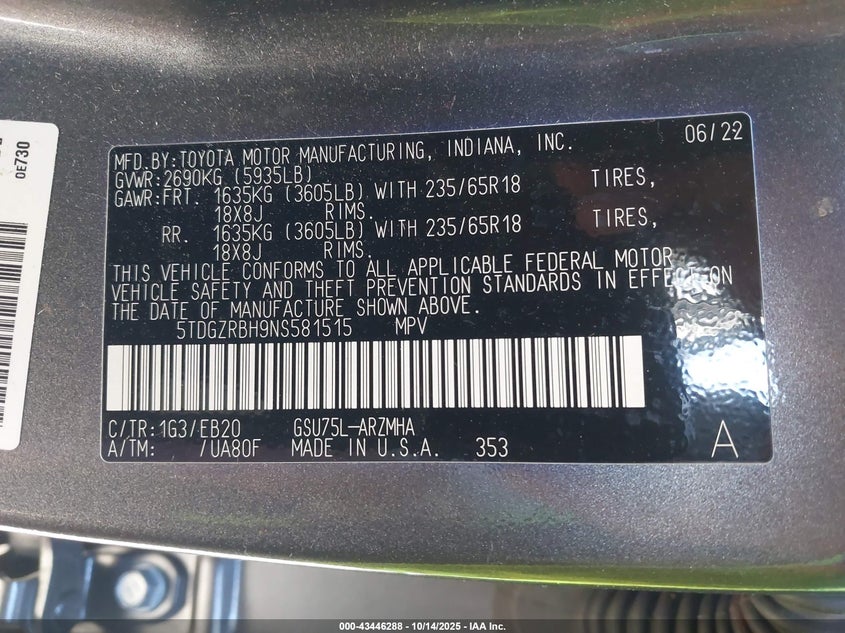 MFD.BY:TOYOTA MOTOR MANUFACTURING, INDIANA, INC. 06/22
GVWR:2690KG (5935LB)
GAWR:FRT. 1635KG (3605LB) WITH 235/65R18 TIRES,
18X8J RIMS.
RR. 1635KG (3605LB) WITH 235/65R18 TIRES,
18X8J RIMS.
THIS VEHICLE CONFORMS TO ALL APPLICABLE FEDERAL MOTOR
VEHICLE SAFETY AND THEFT PREVENTION STANDARDS IN EFFECT ON
THE DATE OF MANUFACTURE SHOWN ABOVE.
5TDGZRBH9NS581515 MPV
C/TR:1G3/EB20 GSU75L-ARZMHA
A/TM: /UA80F MADE IN U.S.A. 353 A
0E730
000-43446288 - 10/14/2025 - IAA Inc.